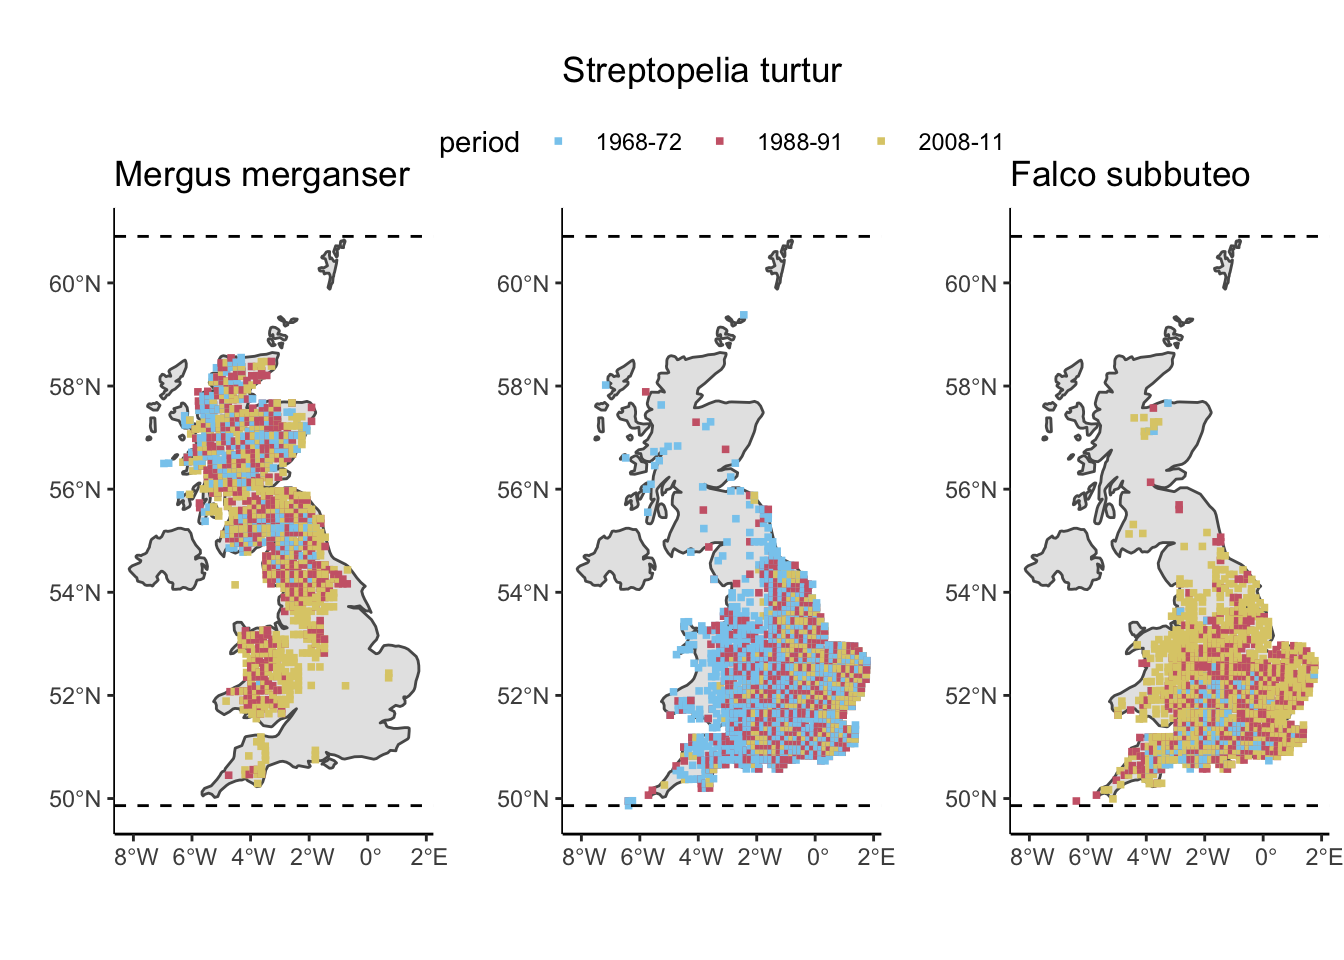 Streptopelia turtur
period 1968-72 1988-91 2008-11
Mergus merganser
Falco subbuteo
60°N 60°N 60°N
58°N 58°N 58°N
56°N 56°N 56°N
54°N 54°N 54°N
52°N 52°N 52°N
50°N 50°N 50°N
8°W 6°W 4°W 2°W 0° 2°E 8°W 6°W 4°W 2°W 0° 2°E 8°W 6°W 4°W 2°W 0° 2°E